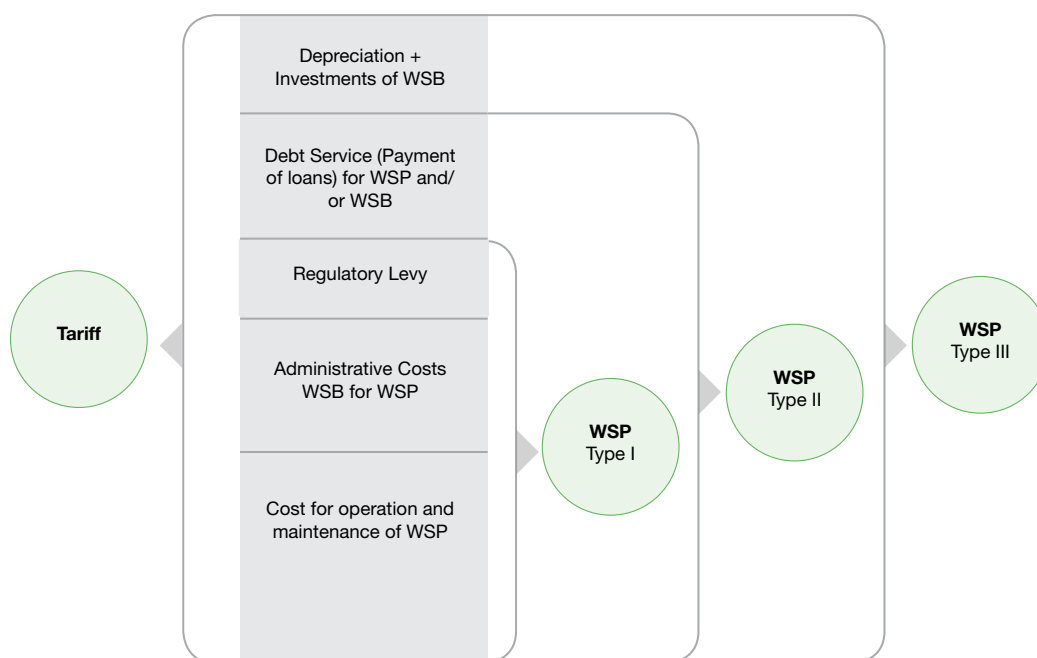 Depreciation +
Investments of WSB
Debt Service (Payment
of loans) for WSP and/
or WSB
Regulatory Levy
Administrative Costs
WSB for WSP
Cost for operation and
maintenance of WSP
Tariff
WSP
Type I
WSP
Type II
WSP
Type III